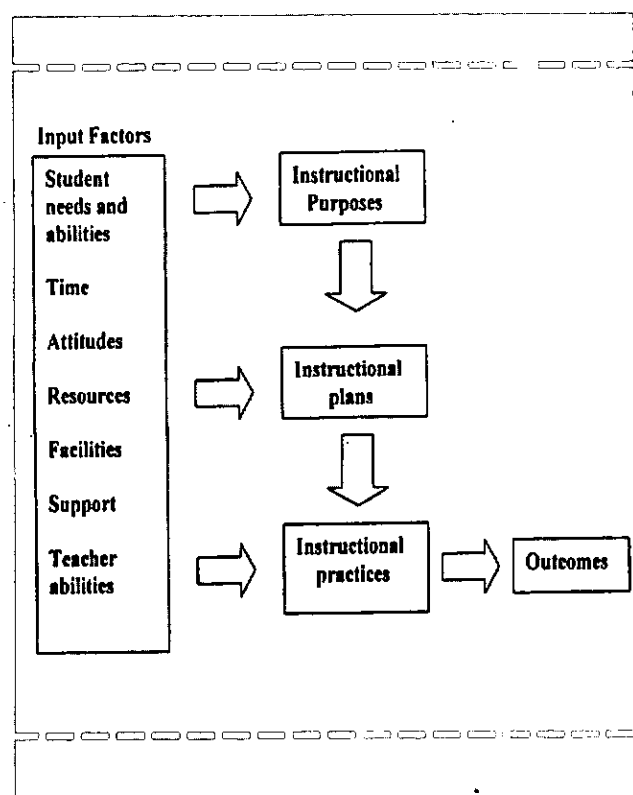 Input Factors
Student
needs and
abilities
Time
Attitudes
Resources
Facilities
Support
Teacher
abilities
Instructional
Purposes
Instructional
plans
Instructional
practices
Outcomes